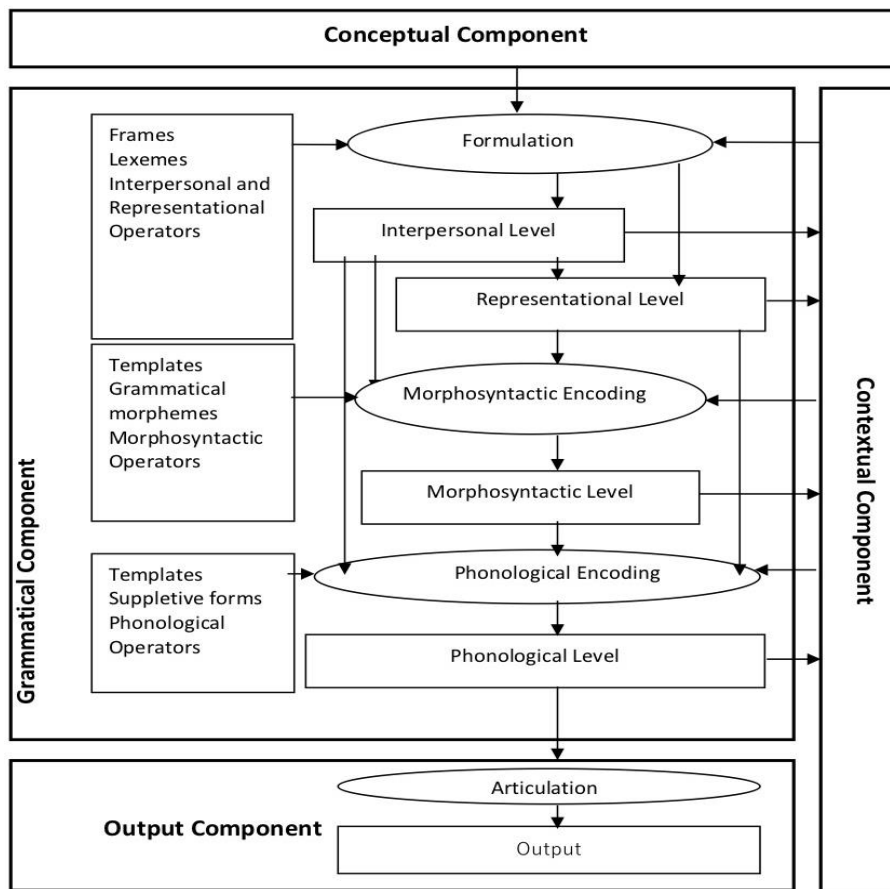 Conceptual Component
Frames
Lexemes
Interpersonal and
Representational
Operators
Formulation
Interpersonal Level
Representational Level
Templates
Grammatical
morphemes
Morphosyntactic
Operators
Morphosyntactic Encoding
Morphosyntactic Level
Templates
Suppletive forms
Phonological
Operators
Phonological Encoding
Phonological Level
Grammatical Component
Contextual Component
Output Component
Articulation
Output